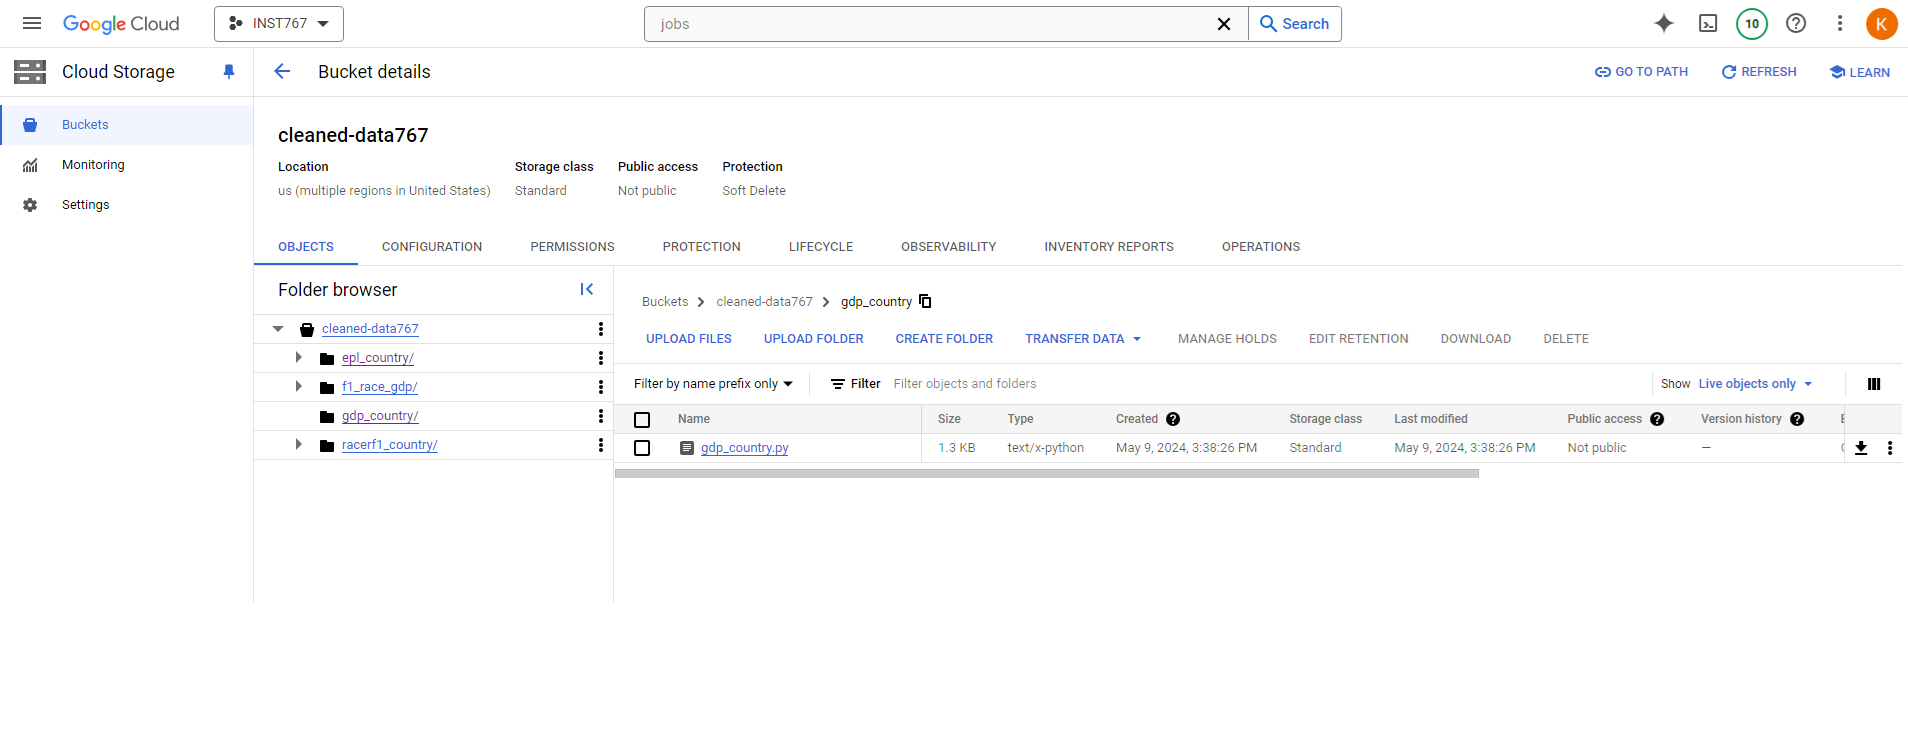 Google Cloud INST767 jobs Search 10 K
Cloud Storage Bucket details GO TO PATH REFRESH LEARN
Buckets
Monitoring
Settings
cleaned-data767
Location Storage class Public access Protection
us (multiple regions in United States) Standard Not public Soft Delete
OBJECTS CONFIGURATION PERMISSIONS PROTECTION LIFECYCLE OBSERVABILITY INVENTORY REPORTS OPERATIONS
Folder browser
cleaned-data767
epl_country/
f1_race_gdp/
gdp_country/
racerf1_country/
Buckets cleaned-data767 gdp_country
UPLOAD FILES UPLOAD FOLDER CREATE FOLDER TRANSFER DATA MANAGE HOLDS EDIT RETENTION DOWNLOAD DELETE
Filter by name prefix only Filter Filter objects and folders Show Live objects only
Name Size Type Created Storage class Last modified Public access Version history
gdp_country.py 1.3 KB text/x-python May 9, 2024, 3:38:26 PM Standard May 9, 2024, 3:38:26 PM Not public —